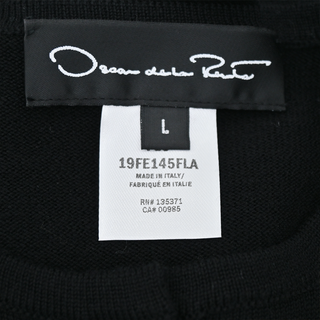 Oscar de la Renta
L
19FE145FLA
MADE IN ITALY/
FABRIQUÉ EN ITALIE
RN# 135371
CA# 00985